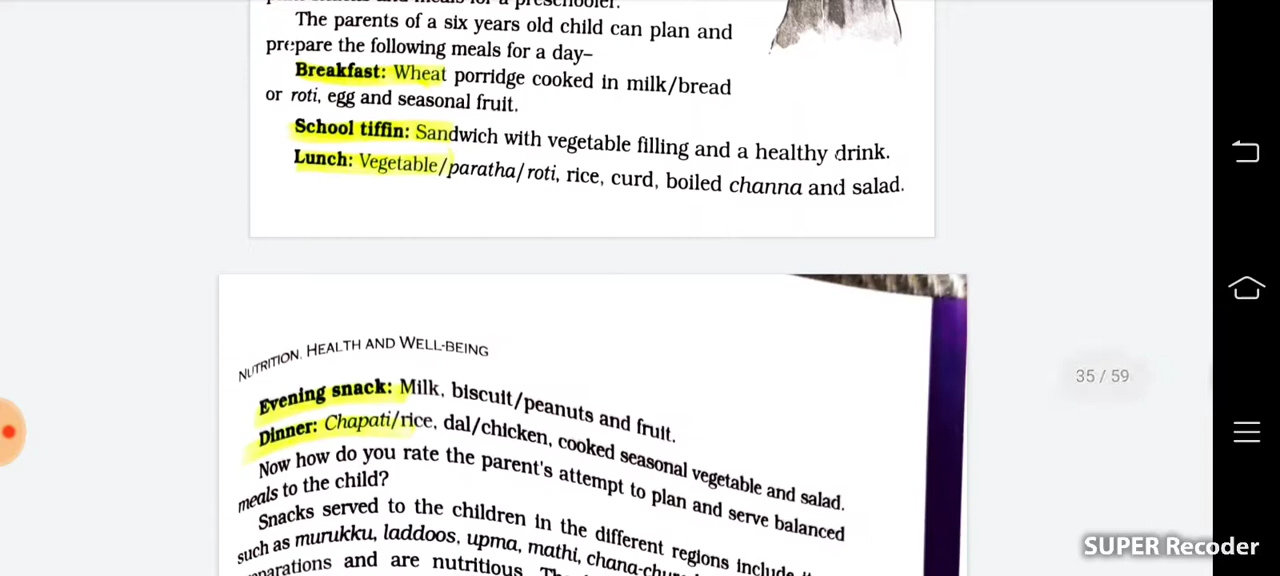 The parents of a six years old child can plan and
prepare the following meals for a day–
Breakfast: Wheat porridge cooked in milk/bread
or roti, egg and seasonal fruit.
School tiffin: Sandwich with vegetable filling and a healthy drink.
Lunch: Vegetable/paratha/roti, rice, curd, boiled channa and salad.
NUTRITION, HEALTH AND WELL-BEING
Evening snack: Milk, biscuit/peanuts and fruit.
Dinner: Chapati/rice, dal/chicken, cooked seasonal vegetable and salad.
Now how do you rate the parent's attempt to plan and serve balanced
meals to the child?
Snacks served to the children in the different regions include
such as murukku, laddoos, upma, mathi,
and are nutritious.
35 / 59
SUPER Recoder